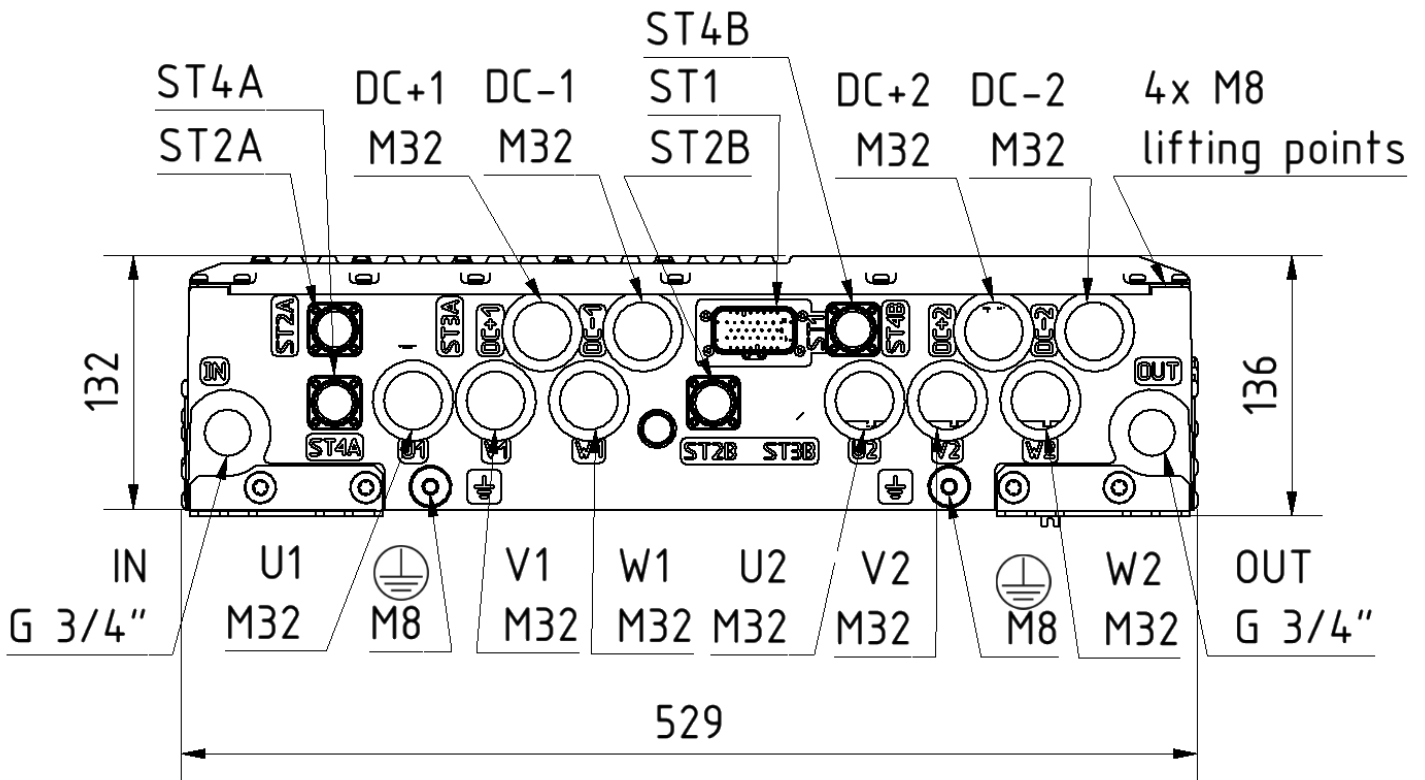 ST4B
ST4A
DC+1
DC-1
ST1
DC+2
DC-2
4x M8
ST2A
M32
M32
ST2B
M32
M32
lifting points
ST2A
ST3A
DC+1
DC-1
ST1
ST4B
DC+2
DC-2
132
IN
OUT
136
ST4A
U1
V1
W1
ST2B
ST3B
U2
V2
W2
IN
U1
V1
W1
U2
V2
W2
OUT
G 3/4"
M32
M8
M32
M32
M32
M32
M8
M32
G 3/4"
529